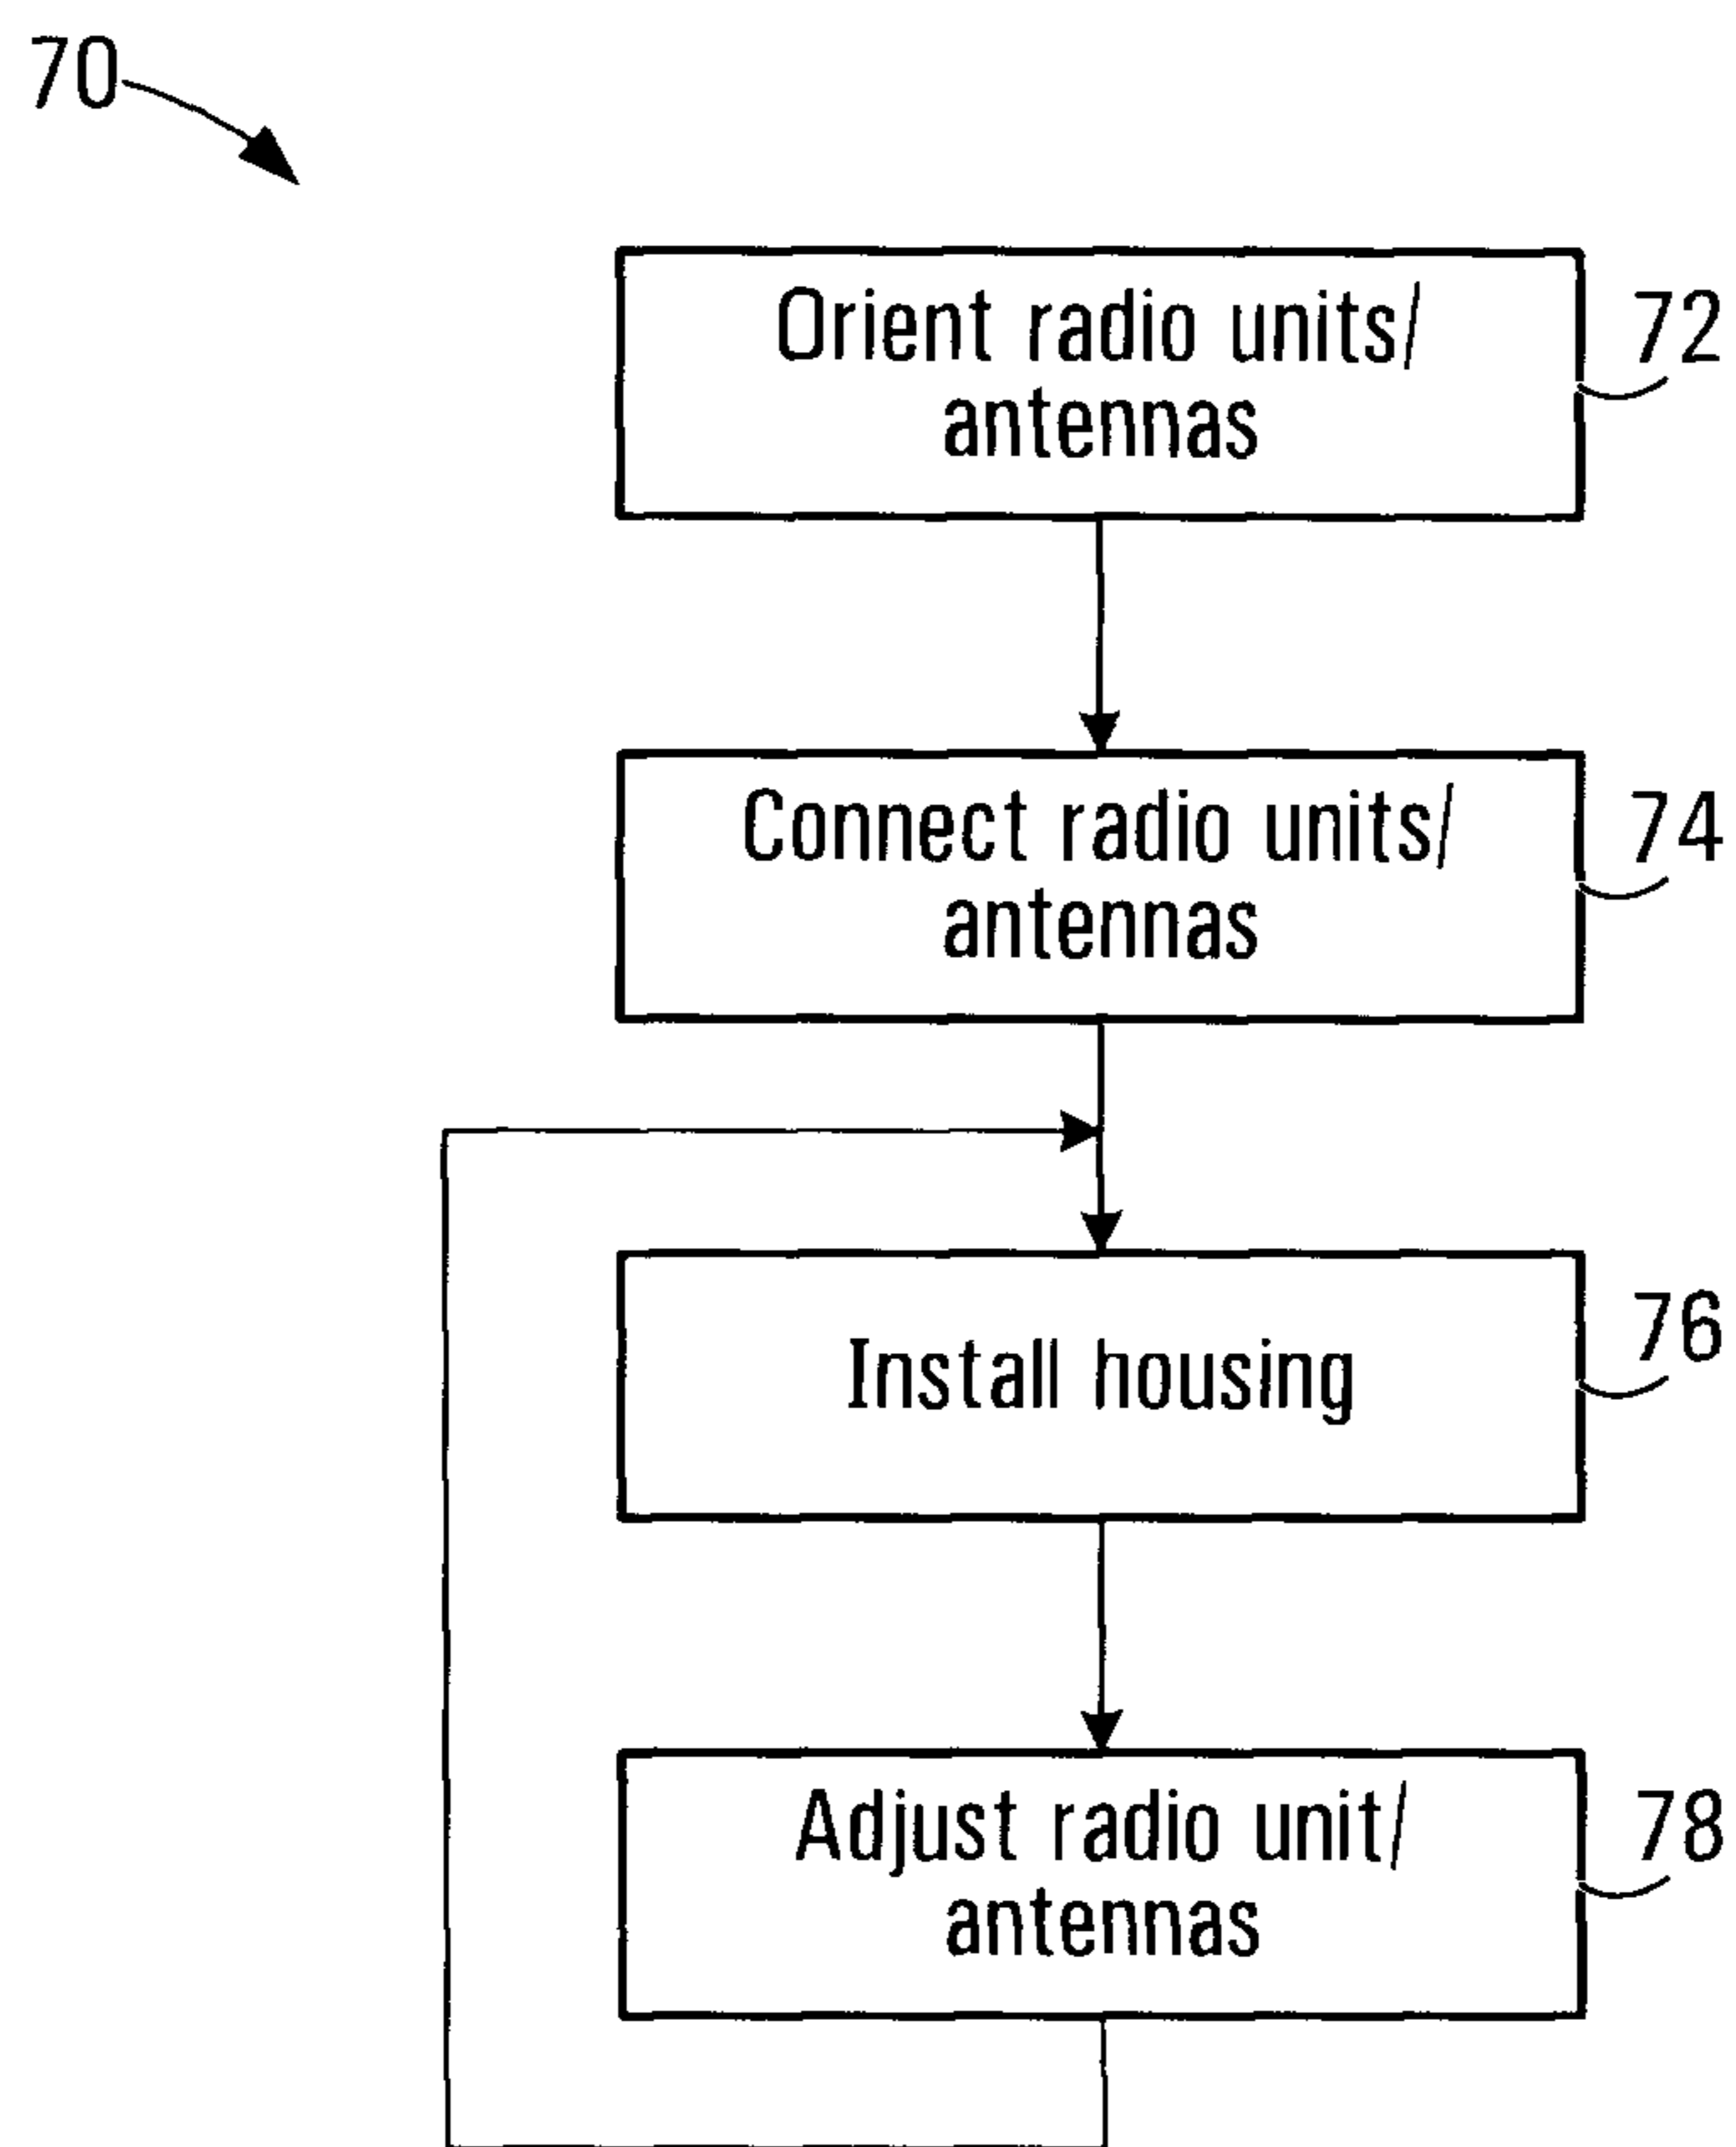 70
Orient radio units/
antennas
72
Connect radio units/
antennas
74
Install housing
76
Adjust radio unit/
antennas
78